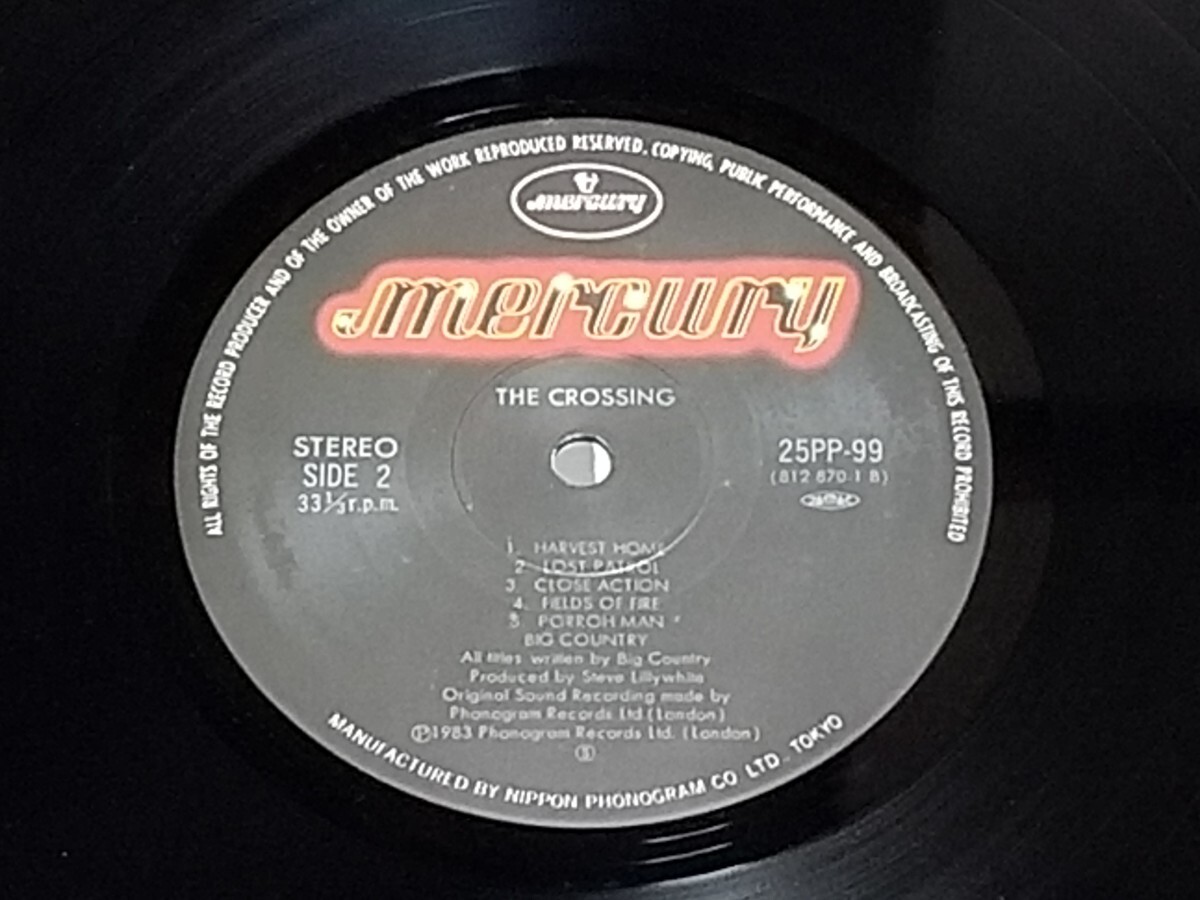 ALL RIGHTS OF THE RECORD PRODUCER AND OF THE OWNER OF THE WORK REPRODUCED RESERVED. COPYING, PUBLIC PERFORMANCE AND BROADCASTING OF THIS RECORD PROHIBITED
mercury
mercury
THE CROSSING
STEREO
SIDE 2
33⅓r.p.m.
25PP-99
(812 870-1 B)
1. HARVEST HOME
2. LOST PATROL
3. CLOSE ACTION
4. FIELDS OF FIRE
5. PORROH MAN
BIG COUNTRY
All titles written by Big Country
Produced by Steve Lillywhite
Original Sound Recording made by
Phonogram Records Ltd (London)
Ⓟ1983 Phonogram Records Ltd. (London)
MANUFACTURED BY NIPPON PHONOGRAM CO LTD., TOKYO